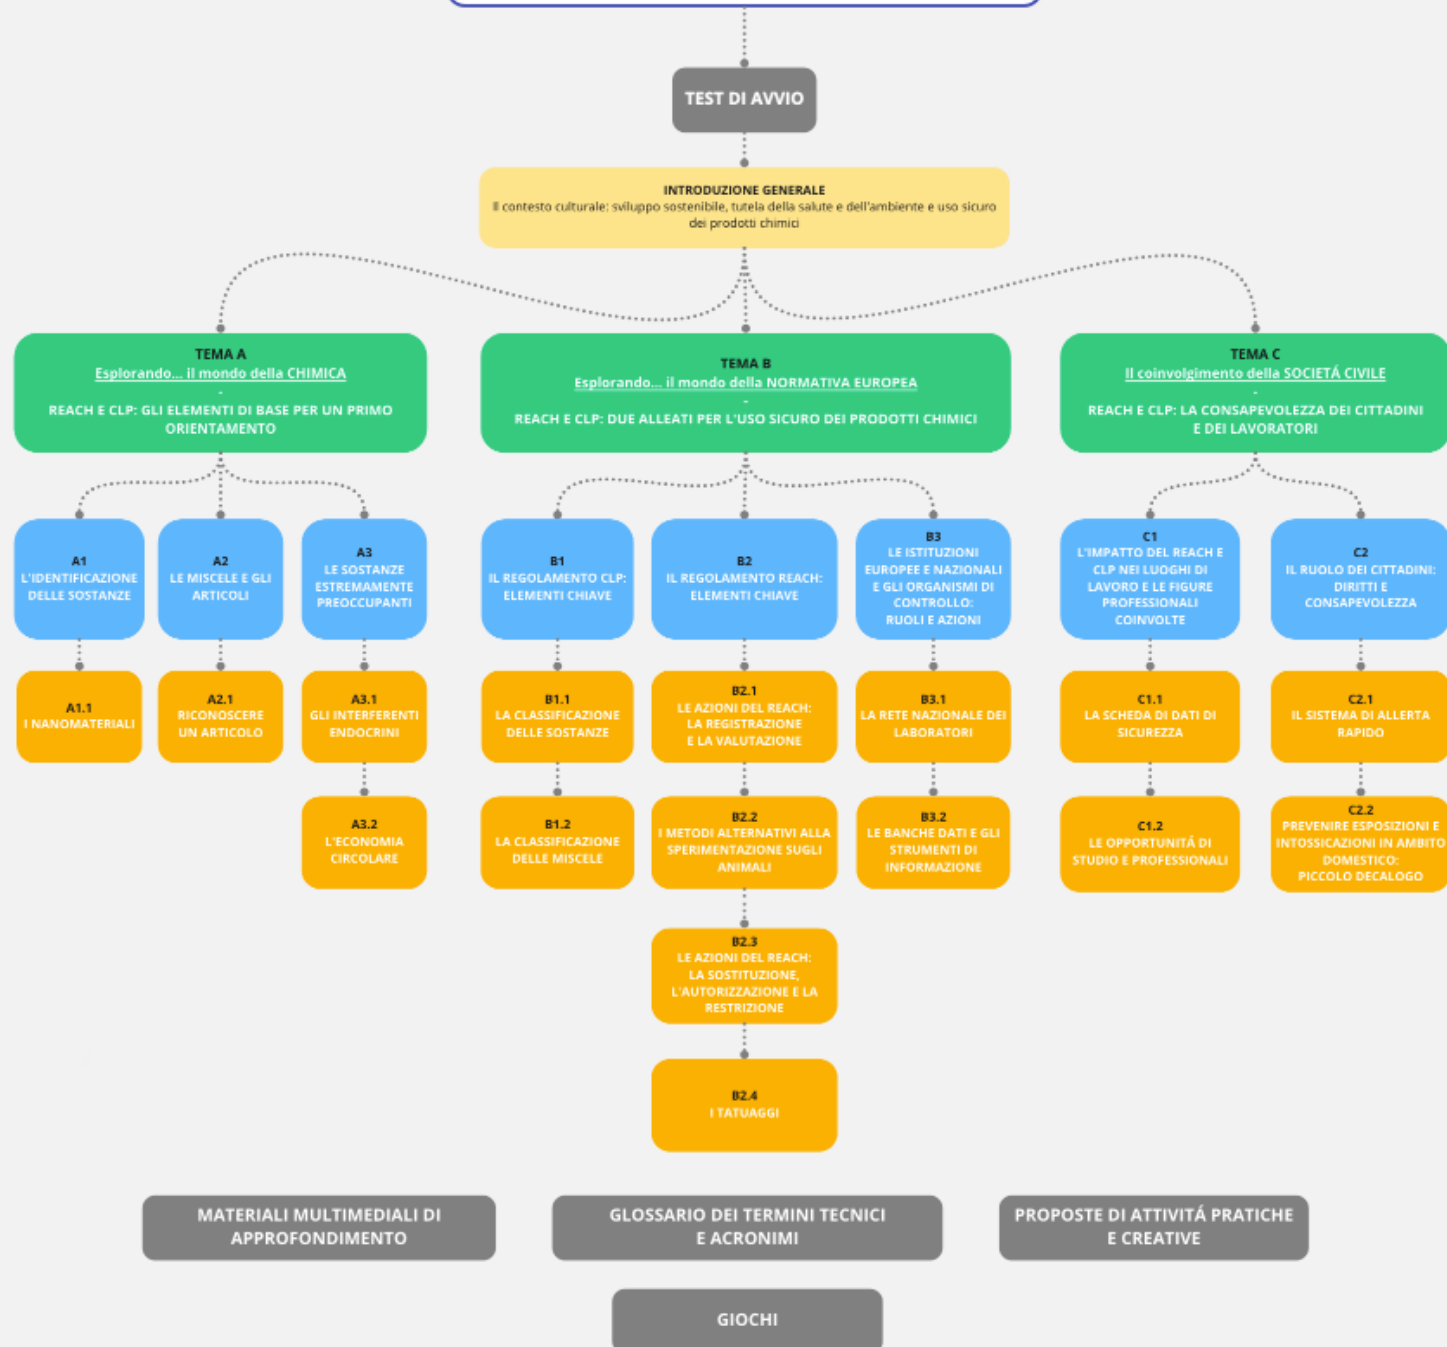 TEST DI AVVIO
INTRODUZIONE GENERALE
Il contesto culturale: sviluppo sostenibile, tutela della salute e dell'ambiente e uso sicuro
dei prodotti chimici
TEMA A
Esplorando... il mondo della CHIMICA
-
REACH E CLP: GLI ELEMENTI DI BASE PER UN PRIMO
ORIENTAMENTO
TEMA B
Esplorando... il mondo della NORMATIVA EUROPEA
-
REACH E CLP: DUE ALLEATI PER L'USO SICURO DEI PRODOTTI CHIMICI
TEMA C
Il coinvolgimento della SOCIETÁ CIVILE
-
REACH E CLP: LA CONSAPEVOLEZZA DEI CITTADINI
E DEI LAVORATORI
A1
L'IDENTIFICAZIONE
DELLE SOSTANZE
A2
LE MISCELE E GLI
ARTICOLI
A3
LE SOSTANZE
ESTREMAMENTE
PREOCCUPANTI
B1
IL REGOLAMENTO CLP:
ELEMENTI CHIAVE
B2
IL REGOLAMENTO REACH:
ELEMENTI CHIAVE
B3
LE ISTITUZIONI
EUROPEE E NAZIONALI
E GLI ORGANISMI DI
CONTROLLO:
RUOLI E AZIONI
C1
L'IMPATTO DEL REACH E
CLP NEI LUOGHI DI
LAVORO E LE FIGURE
PROFESSIONALI
COINVOLTE
C2
IL RUOLO DEI CITTADINI:
DIRITTI E
CONSAPEVOLEZZA
A1.1
I NANOMATERIALI
A2.1
RICONOSCERE
UN ARTICOLO
A3.1
GLI INTERFERENTI
ENDOCRINI
B1.1
LA CLASSIFICAZIONE
DELLE SOSTANZE
B2.1
LE AZIONI DEL REACH:
LA REGISTRAZIONE
E LA VALUTAZIONE
B3.1
LA RETE NAZIONALE DEI
LABORATORI
C1.1
LA SCHEDA DI DATI DI
SICUREZZA
C2.1
IL SISTEMA DI ALLERTA
RAPIDO
A3.2
L'ECONOMIA
CIRCOLARE
B1.2
LA CLASSIFICAZIONE
DELLE MISCELE
B2.2
I METODI ALTERNATIVI ALLA
SPERIMENTAZIONE SUGLI
ANIMALI
B3.2
LE BANCHE DATI E GLI
STRUMENTI DI
INFORMAZIONE
C1.2
LE OPPORTUNITÁ DI
STUDIO E PROFESSIONALI
C2.2
PREVENIRE ESPOSIZIONI E
INTOSSICAZIONI IN AMBITO
DOMESTICO:
PICCOLO DECALOGO
B2.3
LE AZIONI DEL REACH:
LA SOSTITUZIONE,
L'AUTORIZZAZIONE E LA
RESTRIZIONE
B2.4
I TATUAGGI
MATERIALI MULTIMEDIALI DI
APPROFONDIMENTO
GLOSSARIO DEI TERMINI TECNICI
E ACRONIMI
PROPOSTE DI ATTIVITÁ PRATICHE
E CREATIVE
GIOCHI